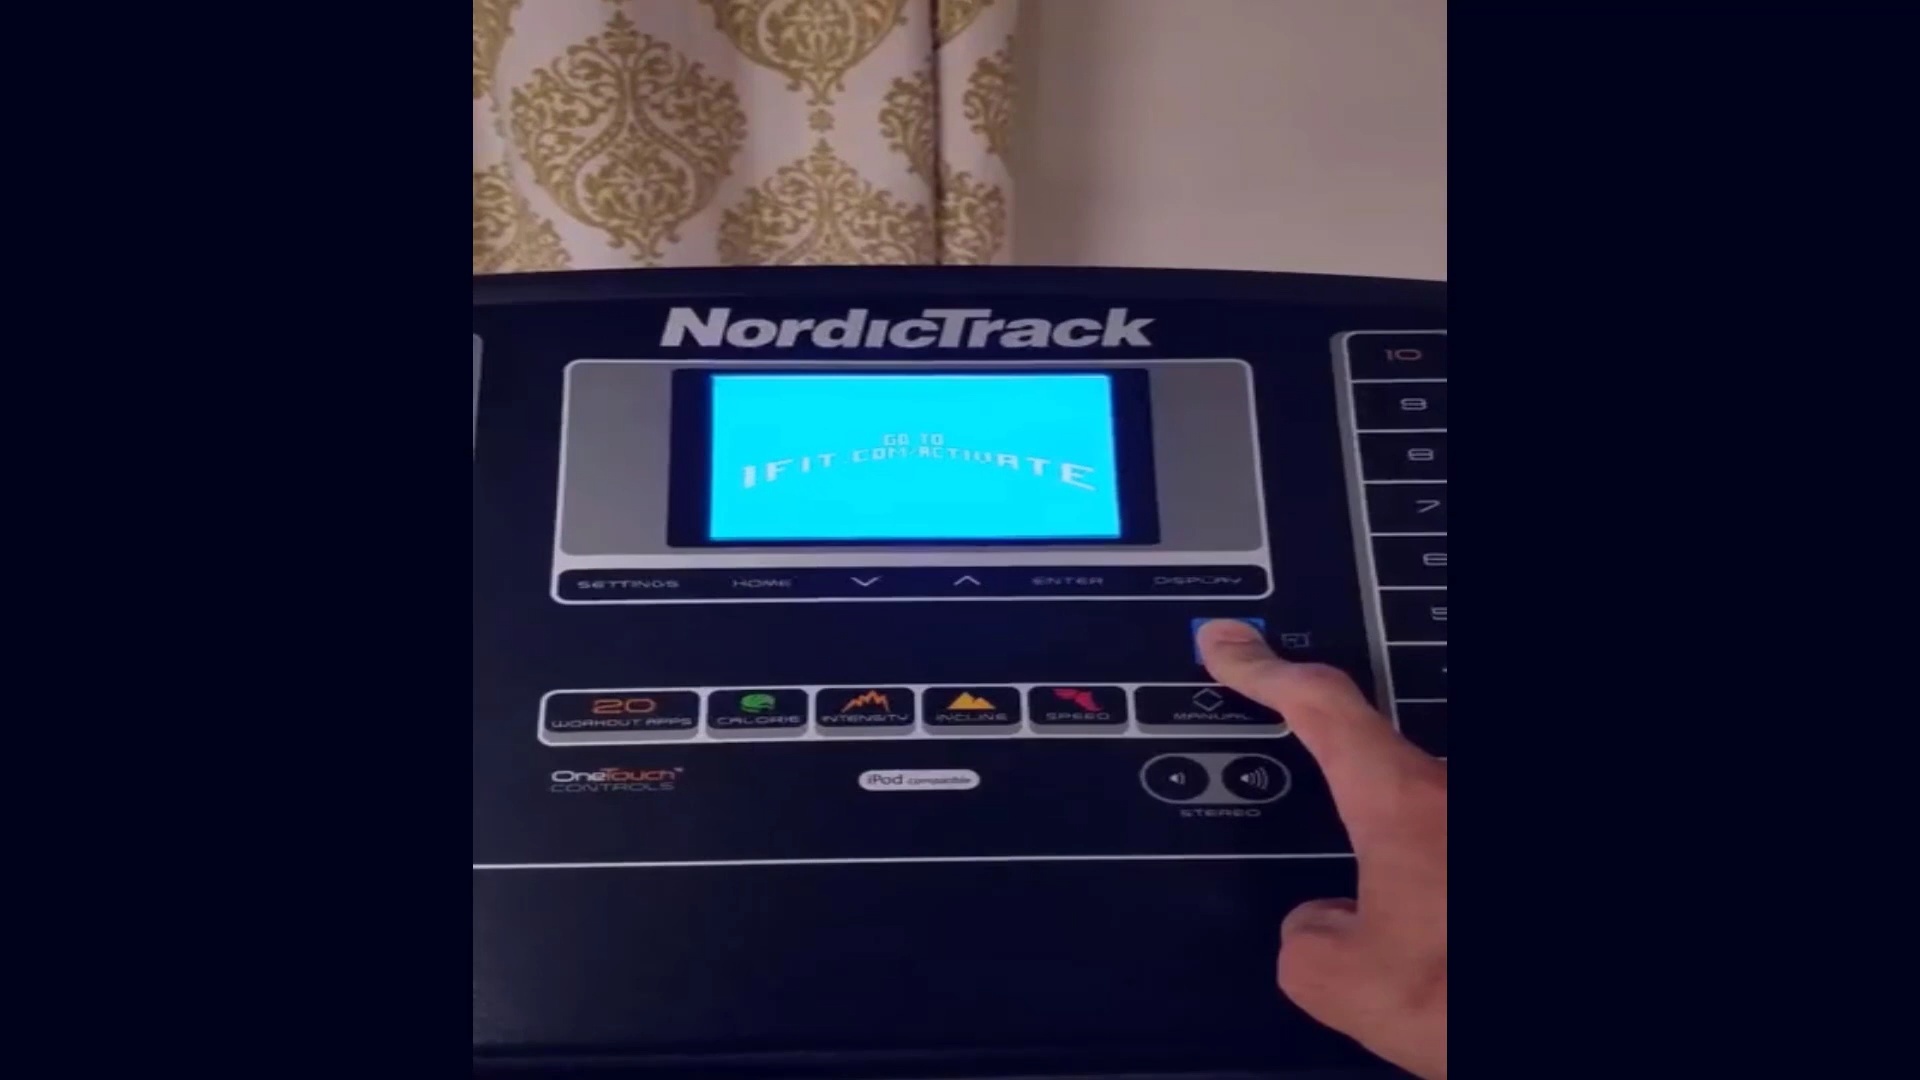 NordicTrack
GO TO
IFIT.COM/ACTIVATE
SETTINGS HOME ENTER DISPLAY
20 WORKOUT APPS
CALORIE
INTENSITY
INCLINE
SPEED
MANUAL
OneTouch™
CONTROLS
iPod compatible
STEREO
10
9
8
7
6
5